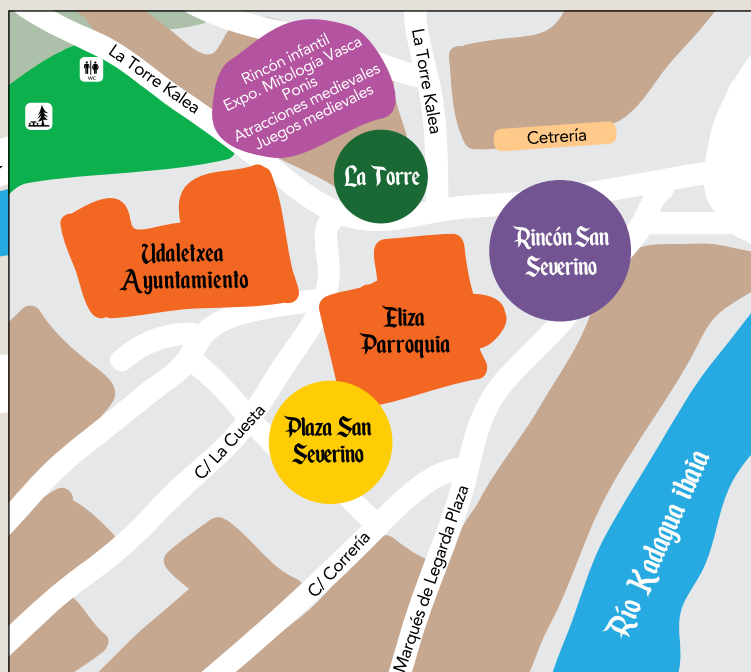 La Torre Kalea
WC
Rincón infantil
Expo. Mitología Vasca
Ponis
Atracciones medievales
Juegos medievales
La Torre Kalea
Cetrería
La Torre
Rincón San
Severino
Udaletxea
Ayuntamiento
Eliza
Parroquia
Plaza San
Severino
C/ La Cuesta
C/ Correría
Marqués de Legarda Plaza
Río Kadagua ibaia